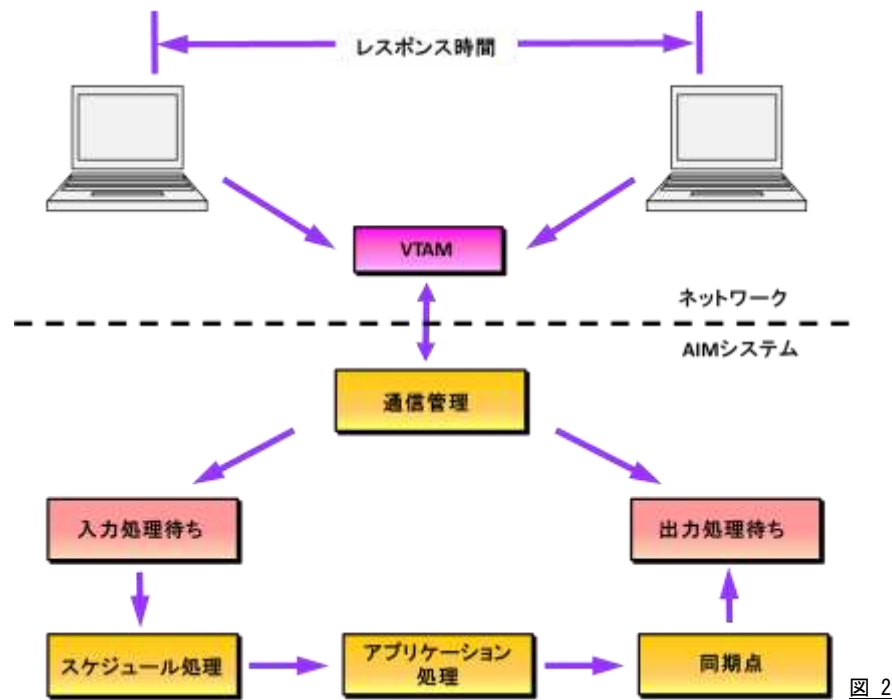 レスポンス時間
VTAM
ネットワーク
AIMシステム
通信管理
入力処理待ち
出力処理待ち
スケジュール処理
アプリケーション
処理
同期点
図 2